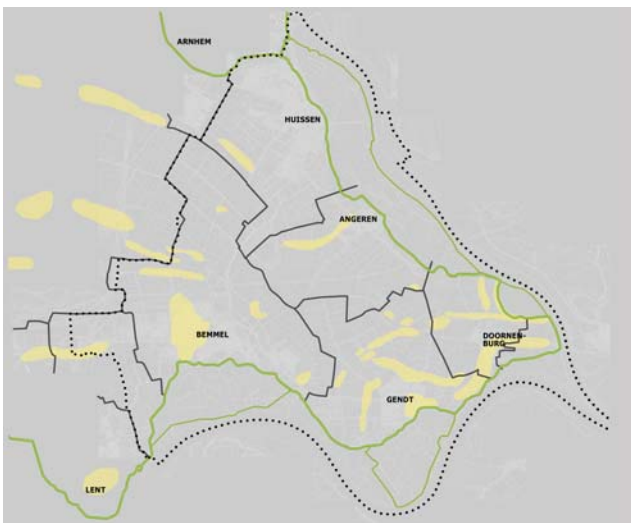 ARNHEM
HUISSEN
ANGEREN
BEMMEL
DOORNEN-
BURG
GENDT
LENT